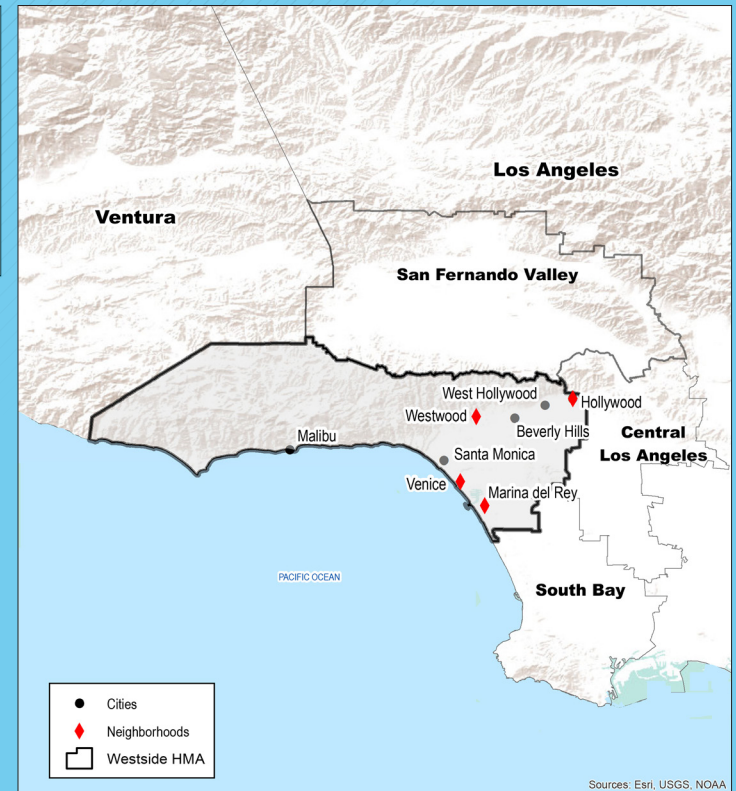 Los Angeles
Ventura
San Fernando Valley
West Hollywood
Hollywood
Westwood
Beverly Hills
Central
Los Angeles
Malibu
Santa Monica
Venice
Marina del Rey
PACIFIC OCEAN
South Bay
Cities
Neighborhoods
Westside HMA
Sources: Esri, USGS, NOAA